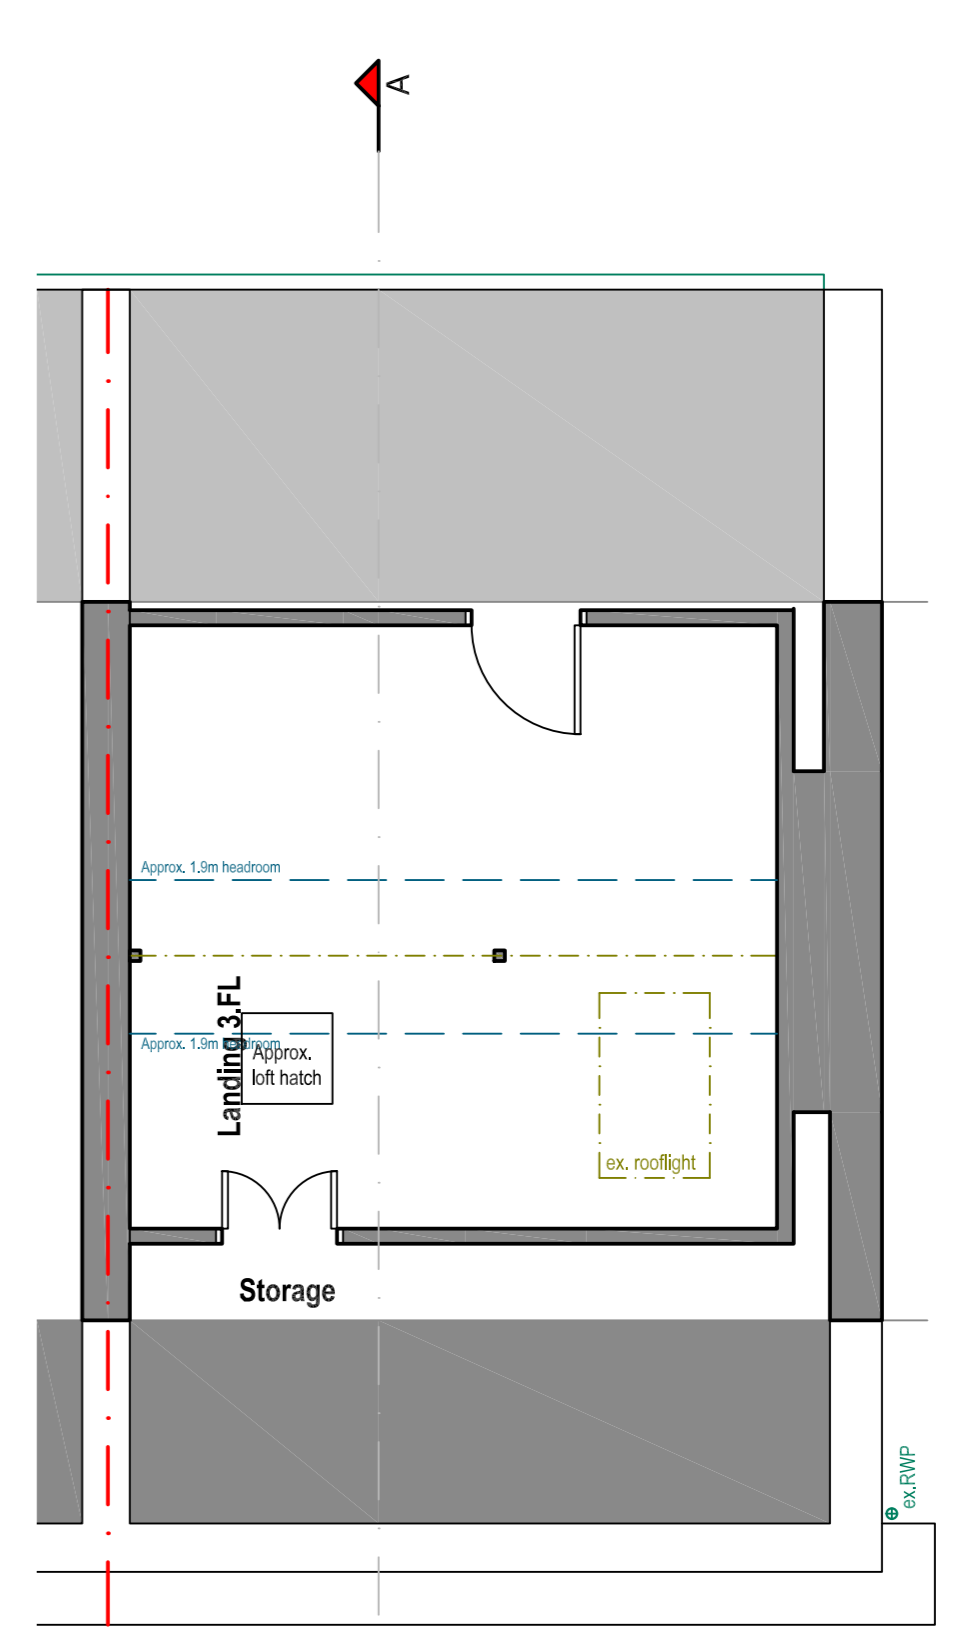 A
Approx. 1.9m headroom
Landing 3.FL
Approx. 1.9m headroom
Approx.
loft hatch
ex. rooflight
Storage
ex.RWP